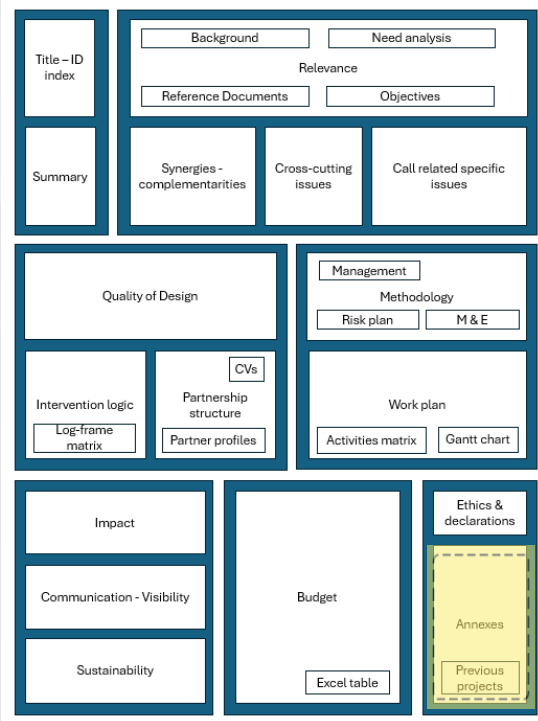 Title – ID
index
Summary
Background
Need analysis
Relevance
Reference Documents
Objectives
Synergies -
complementarities
Cross-cutting
issues
Call related specific
issues
Quality of Design
Intervention logic
Log-frame
matrix
CVs
Partnership
structure
Partner profiles
Management
Methodology
Risk plan
M & E
Work plan
Activities matrix
Gantt chart
Impact
Communication - Visibility
Sustainability
Budget
Excel table
Ethics &
declarations
Annexes
Previous
projects